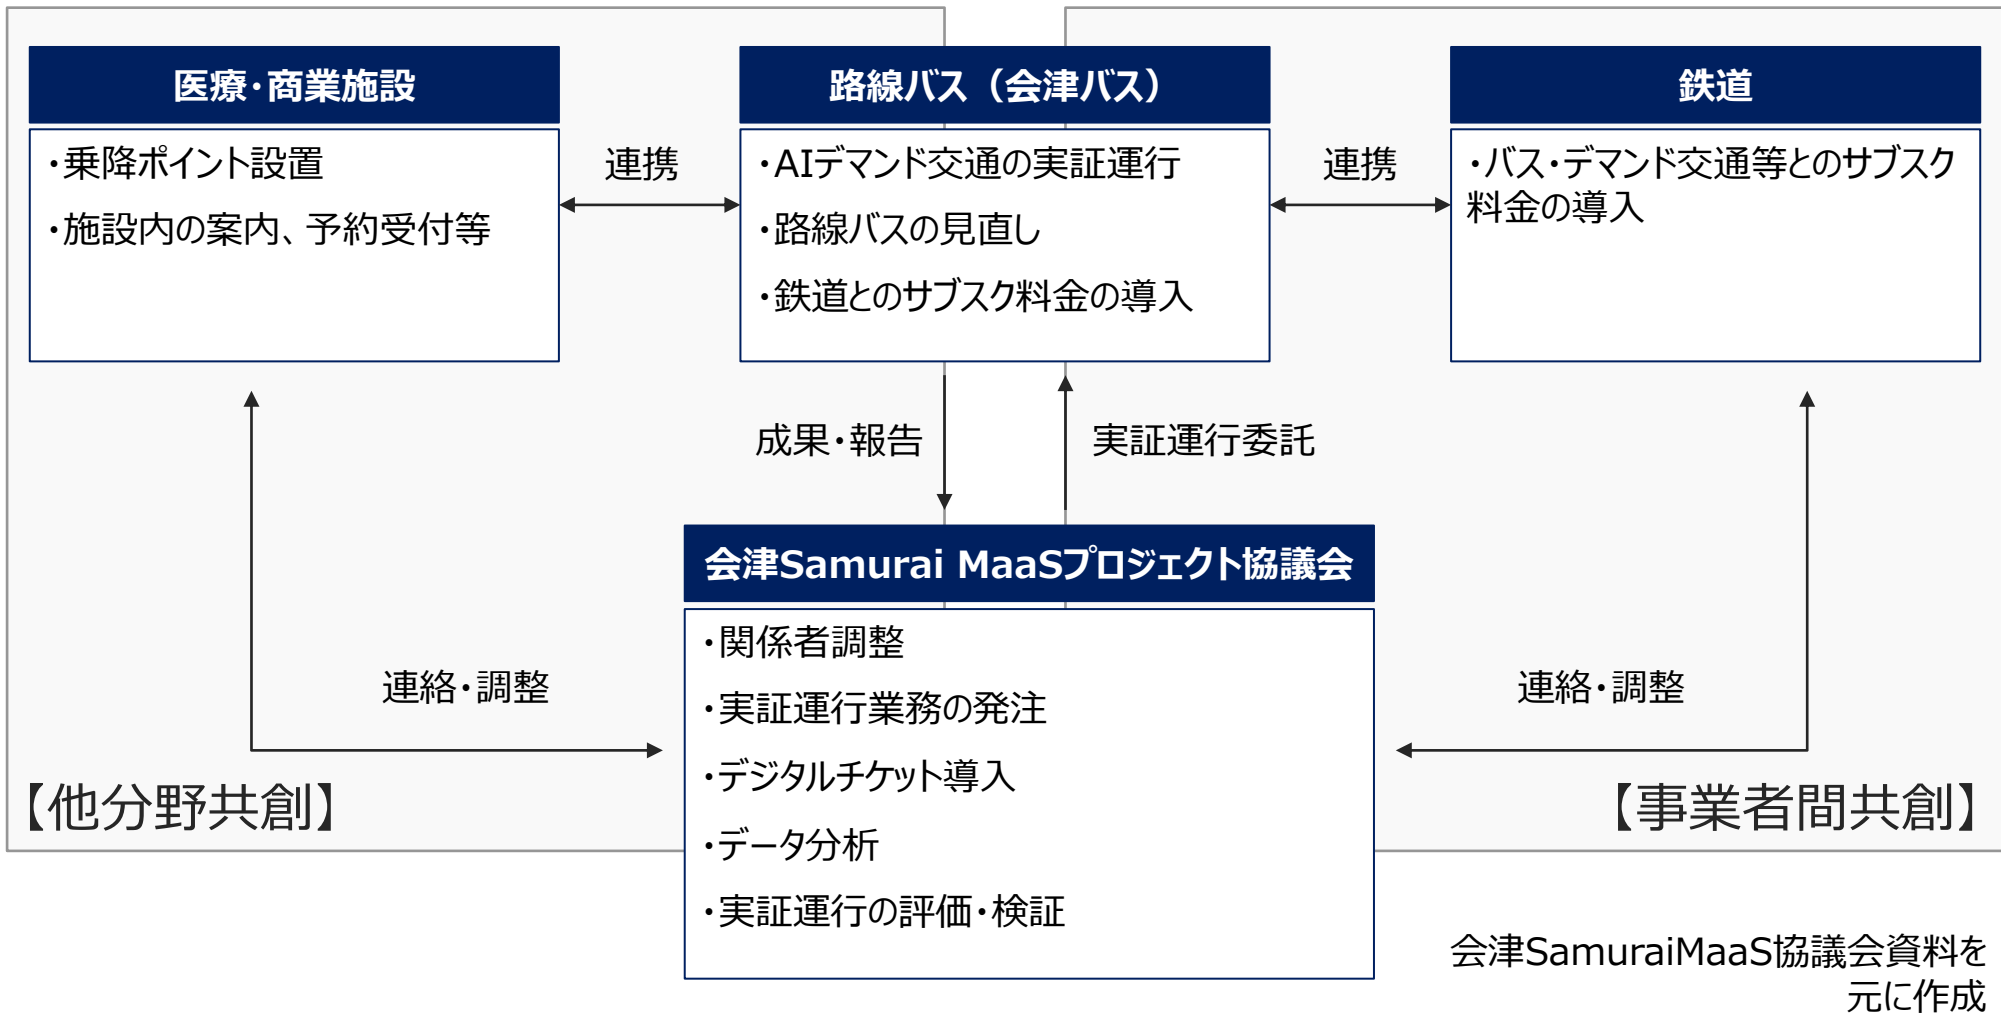 医療・商業施設
・乗降ポイント設置
・施設内の案内、予約受付等
連携
路線バス（会津バス）
・AIデマンド交通の実証運行
・路線バスの見直し
・鉄道とのサブスク料金の導入
連携
鉄道
・バス・デマンド交通等とのサブスク
料金の導入
成果・報告
実証運行委託
会津Samurai MaaSプロジェクト協議会
・関係者調整
・実証運行業務の発注
・デジタルチケット導入
・データ分析
・実証運行の評価・検証
連絡・調整
連絡・調整
【他分野共創】
【事業者間共創】
会津SamuraiMaaS協議会資料を
元に作成